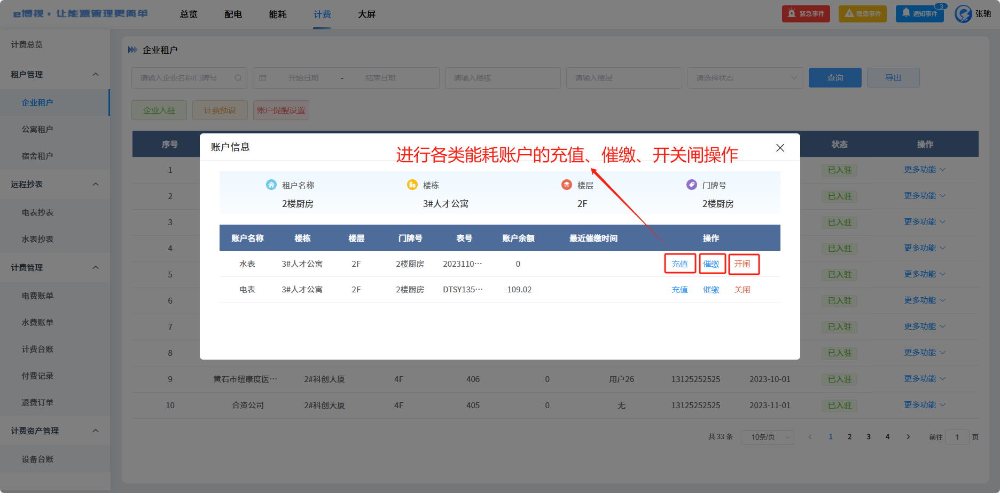 e博视，让能源管理更简单
总览 配电 能耗 计费 大屏
紧急事件 隐患事件 通知事件 3 张驰
计费总览
租户管理
企业租户
公寓租户
宿舍租户
远程抄表
电表抄表
水表抄表
计费管理
电费账单
水费账单
计费台账
付费记录
退费订单
计费资产管理
设备台账
企业租户
请输入企业名称/门牌号 开始日期 - 结束日期 请输入楼栋 请输入楼层 请选择状态 查询 导出
企业入驻 计费预设 账户提醒设置
序号 状态 操作
1 已入驻 更多功能
2 已入驻 更多功能
3 已入驻 更多功能
4 已入驻 更多功能
5 已入驻 更多功能
6 已入驻 更多功能
7 已入驻 更多功能
8 已入驻 更多功能
9 黄石市纽康度医… 2#科创大厦 4F 406 0 用户26 13125252525 2023-10-01 已入驻 更多功能
10 合资公司 2#科创大厦 4F 405 0 无 13125252525 2023-11-01 已入驻 更多功能
共 33 条 10条/页 1 2 3 4 前往 1 页
账户信息
进行各类能耗账户的充值、催缴、开关闸操作
租户名称 楼栋 楼层 门牌号
2楼厨房 3#人才公寓 2F 2楼厨房
账户名称 楼栋 楼层 门牌号 表号 账户余额 最近催缴时间 操作
水表 3#人才公寓 2F 2楼厨房 2023110… 0 充值 催缴 开闸
电表 3#人才公寓 2F 2楼厨房 DTSY135… -109.02 充值 催缴 关闸